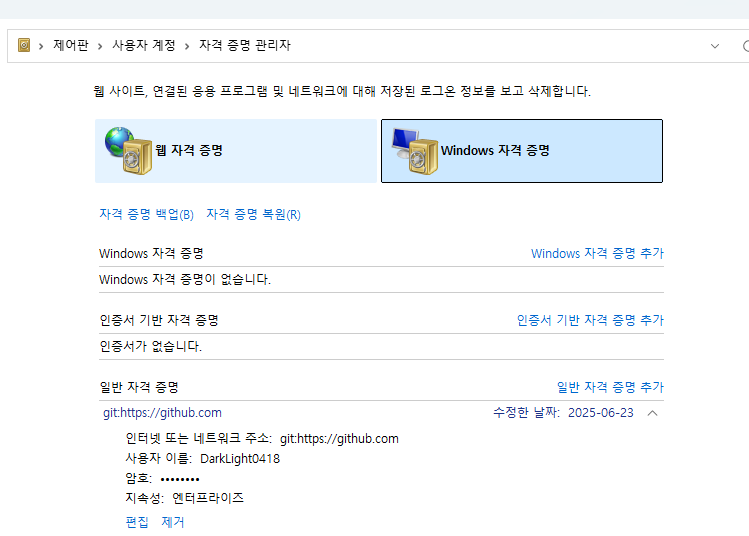 제어판 > 사용자 계정 > 자격 증명 관리자
웹 사이트, 연결된 응용 프로그램 및 네트워크에 대해 저장된 로그온 정보를 보고 삭제합니다.
웹 자격 증명 Windows 자격 증명
자격 증명 백업(B) 자격 증명 복원(R)
Windows 자격 증명 Windows 자격 증명 추가
Windows 자격 증명이 없습니다.
인증서 기반 자격 증명 인증서 기반 자격 증명 추가
인증서가 없습니다.
일반 자격 증명 일반 자격 증명 추가
git:https://github.com 수정한 날짜: 2025-06-23
인터넷 또는 네트워크 주소: git:https://github.com
사용자 이름: DarkLight0418
암호: ••••••••
지속성: 엔터프라이즈
편집 제거